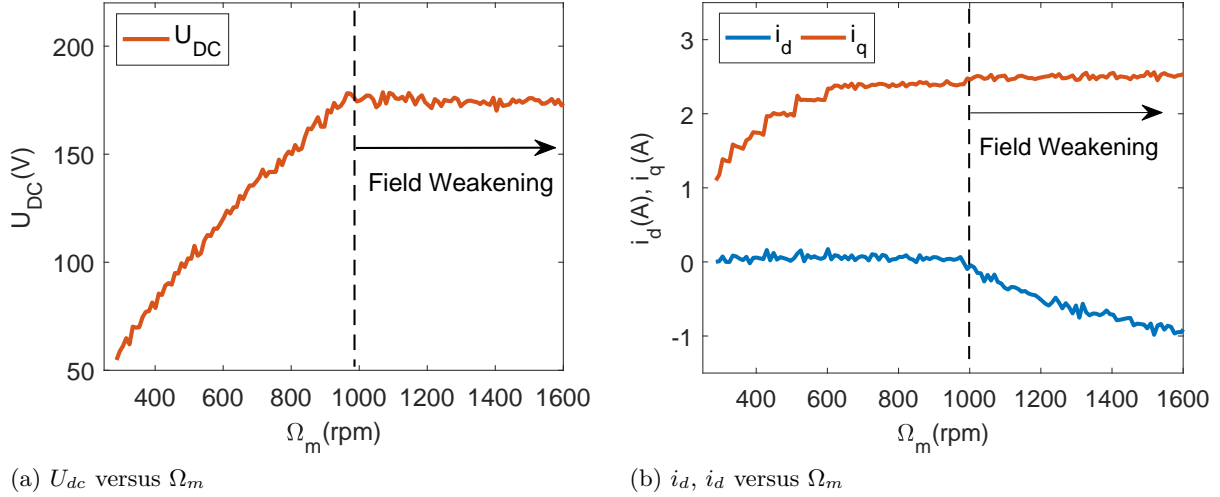 U_DC
200
150
100
50
U_DC(V)
Field Weakening
400 600 800 1000 1200 1400 1600
Ω_m(rpm)
(a) U_dc versus Ω_m
i_d i_q
3
2
1
0
-1
i_d(A), i_q(A)
Field Weakening
400 600 800 1000 1200 1400 1600
Ω_m(rpm)
(b) i_d, i_d versus Ω_m